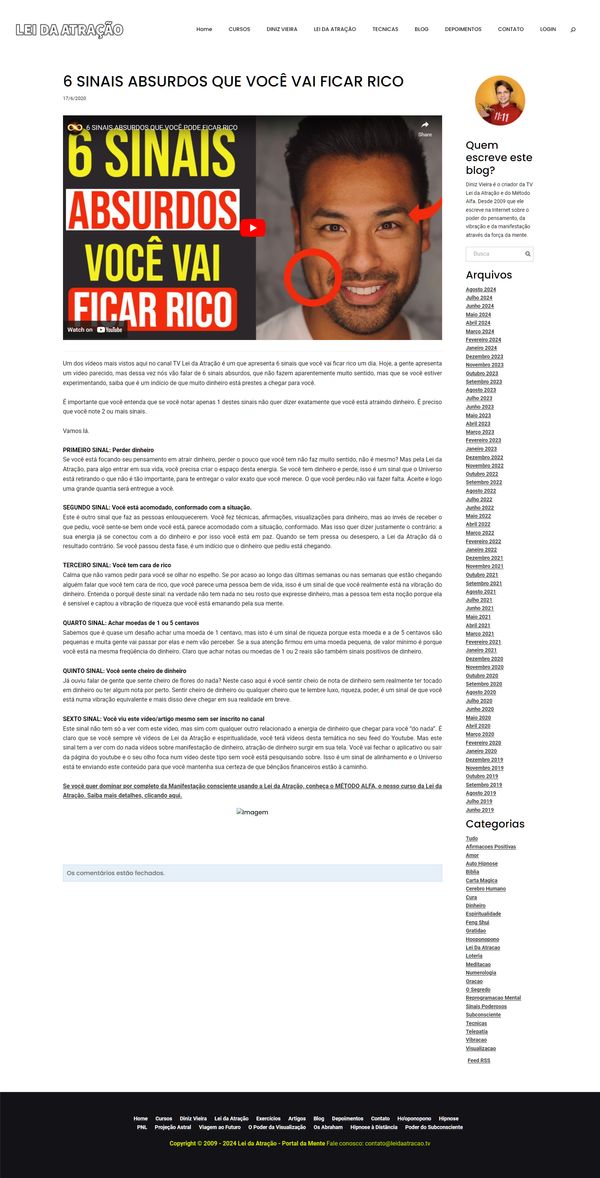 LEI DA ATRAÇÃO
Home CURSOS DINIZ VIEIRA LEI DA ATRAÇÃO TECNICAS BLOG DEPOIMENTOS CONTATO LOGIN
6 SINAIS ABSURDOS QUE VOCÊ VAI FICAR RICO
17/6/2020
6 SINAIS ABSURDOS QUE VOCÊ PODE FICAR RICO
Share
6 SINAIS
ABSURDOS
VOCÊ VAI
FICAR RICO
Watch on YouTube
Um dos vídeos mais vistos aqui no canal TV Lei da Atração é um que apresenta 6 sinais que você vai ficar rico um dia. Hoje, a gente apresenta
um vídeo parecido, mas dessa vez nós vão falar de 6 sinais absurdos, que não fazem aparentemente muito sentido, mas que se você estiver
experimentando, saiba que é um indício de que muito dinheiro está prestes a chegar para você.
É importante que você entenda que se você notar apenas 1 destes sinais não quer dizer exatamente que você está atraindo dinheiro. É preciso
que você note 2 ou mais sinais.
Vamos lá.
PRIMEIRO SINAL: Perder dinheiro
Se você está focando seu pensamento em atrair dinheiro, perder o pouco que você tem não faz muito sentido, não é mesmo? Mas pela Lei da
Atração, para algo entrar em sua vida, você precisa criar o espaço desta energia. Se você tem dinheiro e perde, isso é um sinal que o Universo
está retirando o que não é tão importante, para te entregar o valor exato que você merece. O que você perdeu não vai fazer falta. Aceite e logo
uma grande quantia será entregue a você.
SEGUNDO SINAL: Você está acomodado, conformado com a situação.
Este é outro sinal que faz as pessoas enlouquecerem. Você fez técnicas, afirmações, visualizações para dinheiro, mas ao invés de receber o
que pediu, você sente-se bem onde você está, parece acomodado com a situação, conformado. Mas isso quer dizer justamente o contrário: a
sua energia já se conectou com a do dinheiro e por isso você está em paz. Quando se tem pressa ou desespero, a Lei da Atração dá o
resultado contrário. Se você passou desta fase, é um indício que o dinheiro que pediu está chegando.
TERCEIRO SINAL: Você tem cara de rico
Calma que não vamos pedir para você se olhar no espelho. Se por acaso ao longo das últimas semanas ou nas semanas que estão chegando
alguém falar que você tem cara de rico, que você parece uma pessoa bem de vida, isso é um sinal de que você realmente está na vibração do
dinheiro. Entenda o porquê deste sinal: na verdade não tem nada no seu rosto que expresse dinheiro, mas a pessoa tem esta noção porque ela
é sensível e captou a vibração de riqueza que você está emanando pela sua mente.
QUARTO SINAL: Achar moedas de 1 ou 5 centavos
Sabemos que é quase um desafio achar uma moeda de 1 centavo, mas isto é um sinal de riqueza porque esta moeda e a de 5 centavos são
pequenas e muita gente vai passar por elas e nem vão perceber. Se a sua atenção firmou em uma moeda pequena, de valor mínimo é porque
você está na mesma freqüência do dinheiro. Claro que achar notas ou moedas de 1 ou 2 reais são também sinais positivos de dinheiro.
QUINTO SINAL: Você sente cheiro de dinheiro
Já ouviu falar de gente que sente cheiro de flores do nada? Neste caso aqui é você sentir cheio de nota de dinheiro sem realmente ter tocado
em dinheiro ou ter algum nota por perto. Sentir cheiro de dinheiro ou qualquer cheiro que te lembre luxo, riqueza, poder, é um sinal de que você
está numa vibração equivalente e mais disso deve chegar em sua realidade em breve.
SEXTO SINAL: Você viu este vídeo/artigo mesmo sem ser inscrito no canal
Este sinal não tem só a ver com este vídeo, mas sim com qualquer outro relacionado a energia de dinheiro que chegar para você "do nada". É
claro que se você sempre vê vídeos de Lei da Atração e espiritualidade, você terá vídeos desta temática no seu feed do Youtube. Mas este
sinal tem a ver com do nada vídeos sobre manifestação de dinheiro, atração de dinheiro surgir em sua tela. Você vai fechar o aplicativo ou sair
da página do youtube e o seu olho foca num vídeo deste tipo sem você está pesquisando sobre. Isso é um sinal de alinhamento e o Universo
está te enviando este conteúdo para que você mantenha sua certeza de que bênçãos financeiros estão à caminho.
Se você quer dominar por completo da Manifestação consciente usando a Lei da Atração, conheça o MÉTODO ALFA, o nosso curso da Lei da
Atração. Saiba mais detalhes, clicando aqui.
Imagem
Os comentários estão fechados.
11:11
Quem
escreve este
blog?
Diniz Vieira é o criador da TV
Lei da Atração e do Método
Alfa. Desde 2009 que ele
escreve na Internet sobre o
poder do pensamento, da
vibração e da manifestação
através da força da mente.
Busca
Arquivos
Agosto 2024
Julho 2024
Junho 2024
Maio 2024
Abril 2024
Março 2024
Fevereiro 2024
Janeiro 2024
Dezembro 2023
Novembro 2023
Outubro 2023
Setembro 2023
Agosto 2023
Julho 2023
Junho 2023
Maio 2023
Abril 2023
Março 2023
Fevereiro 2023
Janeiro 2023
Dezembro 2022
Novembro 2022
Outubro 2022
Setembro 2022
Agosto 2022
Julho 2022
Junho 2022
Maio 2022
Abril 2022
Março 2022
Fevereiro 2022
Janeiro 2022
Dezembro 2021
Novembro 2021
Outubro 2021
Setembro 2021
Agosto 2021
Julho 2021
Junho 2021
Maio 2021
Abril 2021
Março 2021
Fevereiro 2021
Janeiro 2021
Dezembro 2020
Novembro 2020
Outubro 2020
Setembro 2020
Agosto 2020
Julho 2020
Junho 2020
Maio 2020
Abril 2020
Março 2020
Fevereiro 2020
Janeiro 2020
Dezembro 2019
Novembro 2019
Outubro 2019
Setembro 2019
Agosto 2019
Julho 2019
Junho 2019
Categorias
Tudo
Afirmacoes Positivas
Amor
Auto Hipnose
Biblia
Carta Magica
Cerebro Humano
Cura
Dinheiro
Espiritualidade
Feng Shui
Gratidao
Hooponopono
Lei Da Atracao
Loteria
Meditacao
Numerologia
Oracao
O Segredo
Reprogramacao Mental
Sinais Poderosos
Subconsciente
Tecnicas
Telepatia
Vibracao
Visualizacao
Feed RSS
Home Cursos Diniz Vieira Lei da Atração Exercícios Artigos Blog Depoimentos Contato Ho'oponopono Hipnose
PNL Projeção Astral Viagem ao Futuro O Poder da Visualização Os Abraham Hipnose à Distância Poder do Subconsciente
Copyright © 2009 - 2024 Lei da Atração - Portal da Mente Fale conosco: contato@leidaatracao.tv